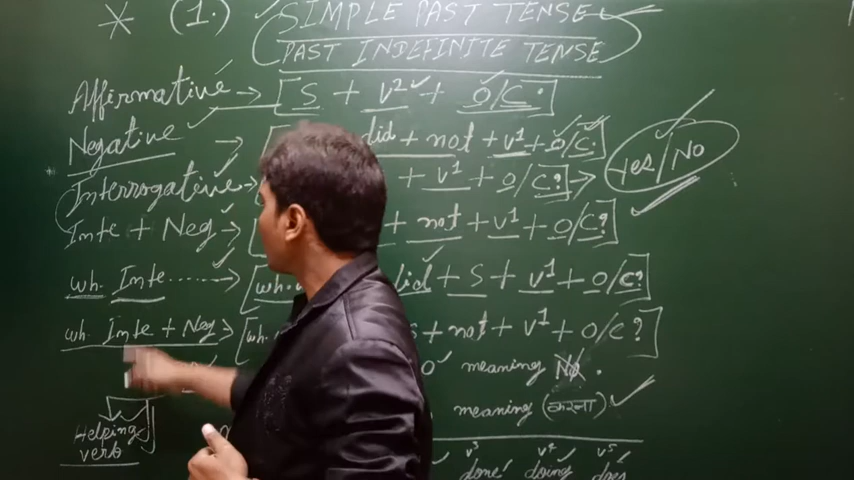 (1.) SIMPLE PAST TENSE
PAST INDEFINITE TENSE
Affirmative → [S + v² + O/C.]
Negative → [ did + not + v¹ + O/C.]
Interrogative → + v¹ + O/C?] → Yes/No
Inte + Neg → [ + not + v¹ + O/C?]
wh. Inte ...... → [wh. did + S + v¹ + O/C?]
wh. Inte + Neg → [wh. + not + v¹ + O/C?]
meaning No.
meaning (करना)
Helping
verb
v³ v⁴ v⁵
done doing does